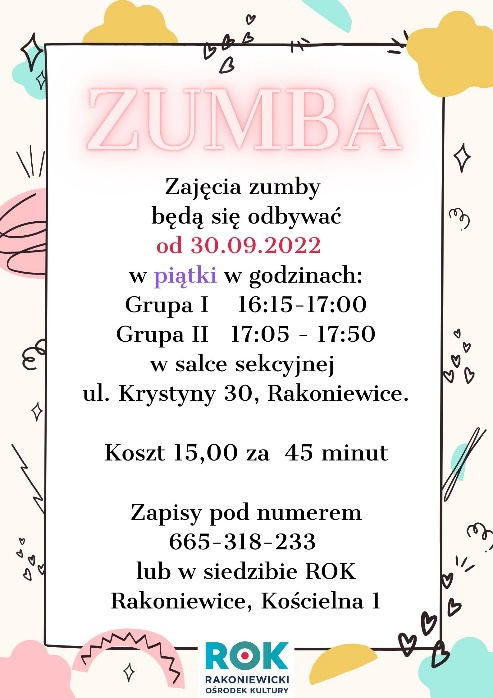 ZUMBA
Zajęcia zumby
będą się odbywać
od 30.09.2022
w piątki w godzinach:
Grupa I 16:15-17:00
Grupa II 17:05 - 17:50
w salce sekcyjnej
ul. Krystyny 30, Rakoniewice.
Koszt 15,00 za 45 minut
Zapisy pod numerem
665-318-233
lub w siedzibie ROK
Rakoniewice, Kościelna 1
ROK
RAKONIEWICKI
OŚRODEK KULTURY